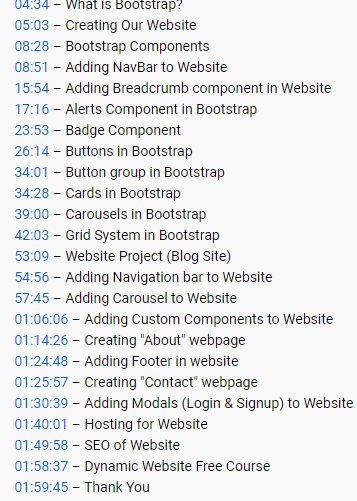 04:34 – What is Bootstrap?
05:03 – Creating Our Website
08:28 – Bootstrap Components
08:51 – Adding NavBar to Website
15:54 – Adding Breadcrumb component in Website
17:16 – Alerts Component in Bootstrap
23:53 – Badge Component
26:14 – Buttons in Bootstrap
34:01 – Button group in Bootstrap
34:28 – Cards in Bootstrap
39:00 – Carousels in Bootstrap
42:03 – Grid System in Bootstrap
53:09 – Website Project (Blog Site)
54:56 – Adding Navigation bar to Website
57:45 – Adding Carousel to Website
01:06:06 – Adding Custom Components to Website
01:14:26 – Creating "About" webpage
01:24:48 – Adding Footer in website
01:25:57 – Creating "Contact" webpage
01:30:39 – Adding Modals (Login & Signup) to Website
01:40:01 – Hosting for Website
01:49:58 – SEO of Website
01:58:37 – Dynamic Website Free Course
01:59:45 – Thank You